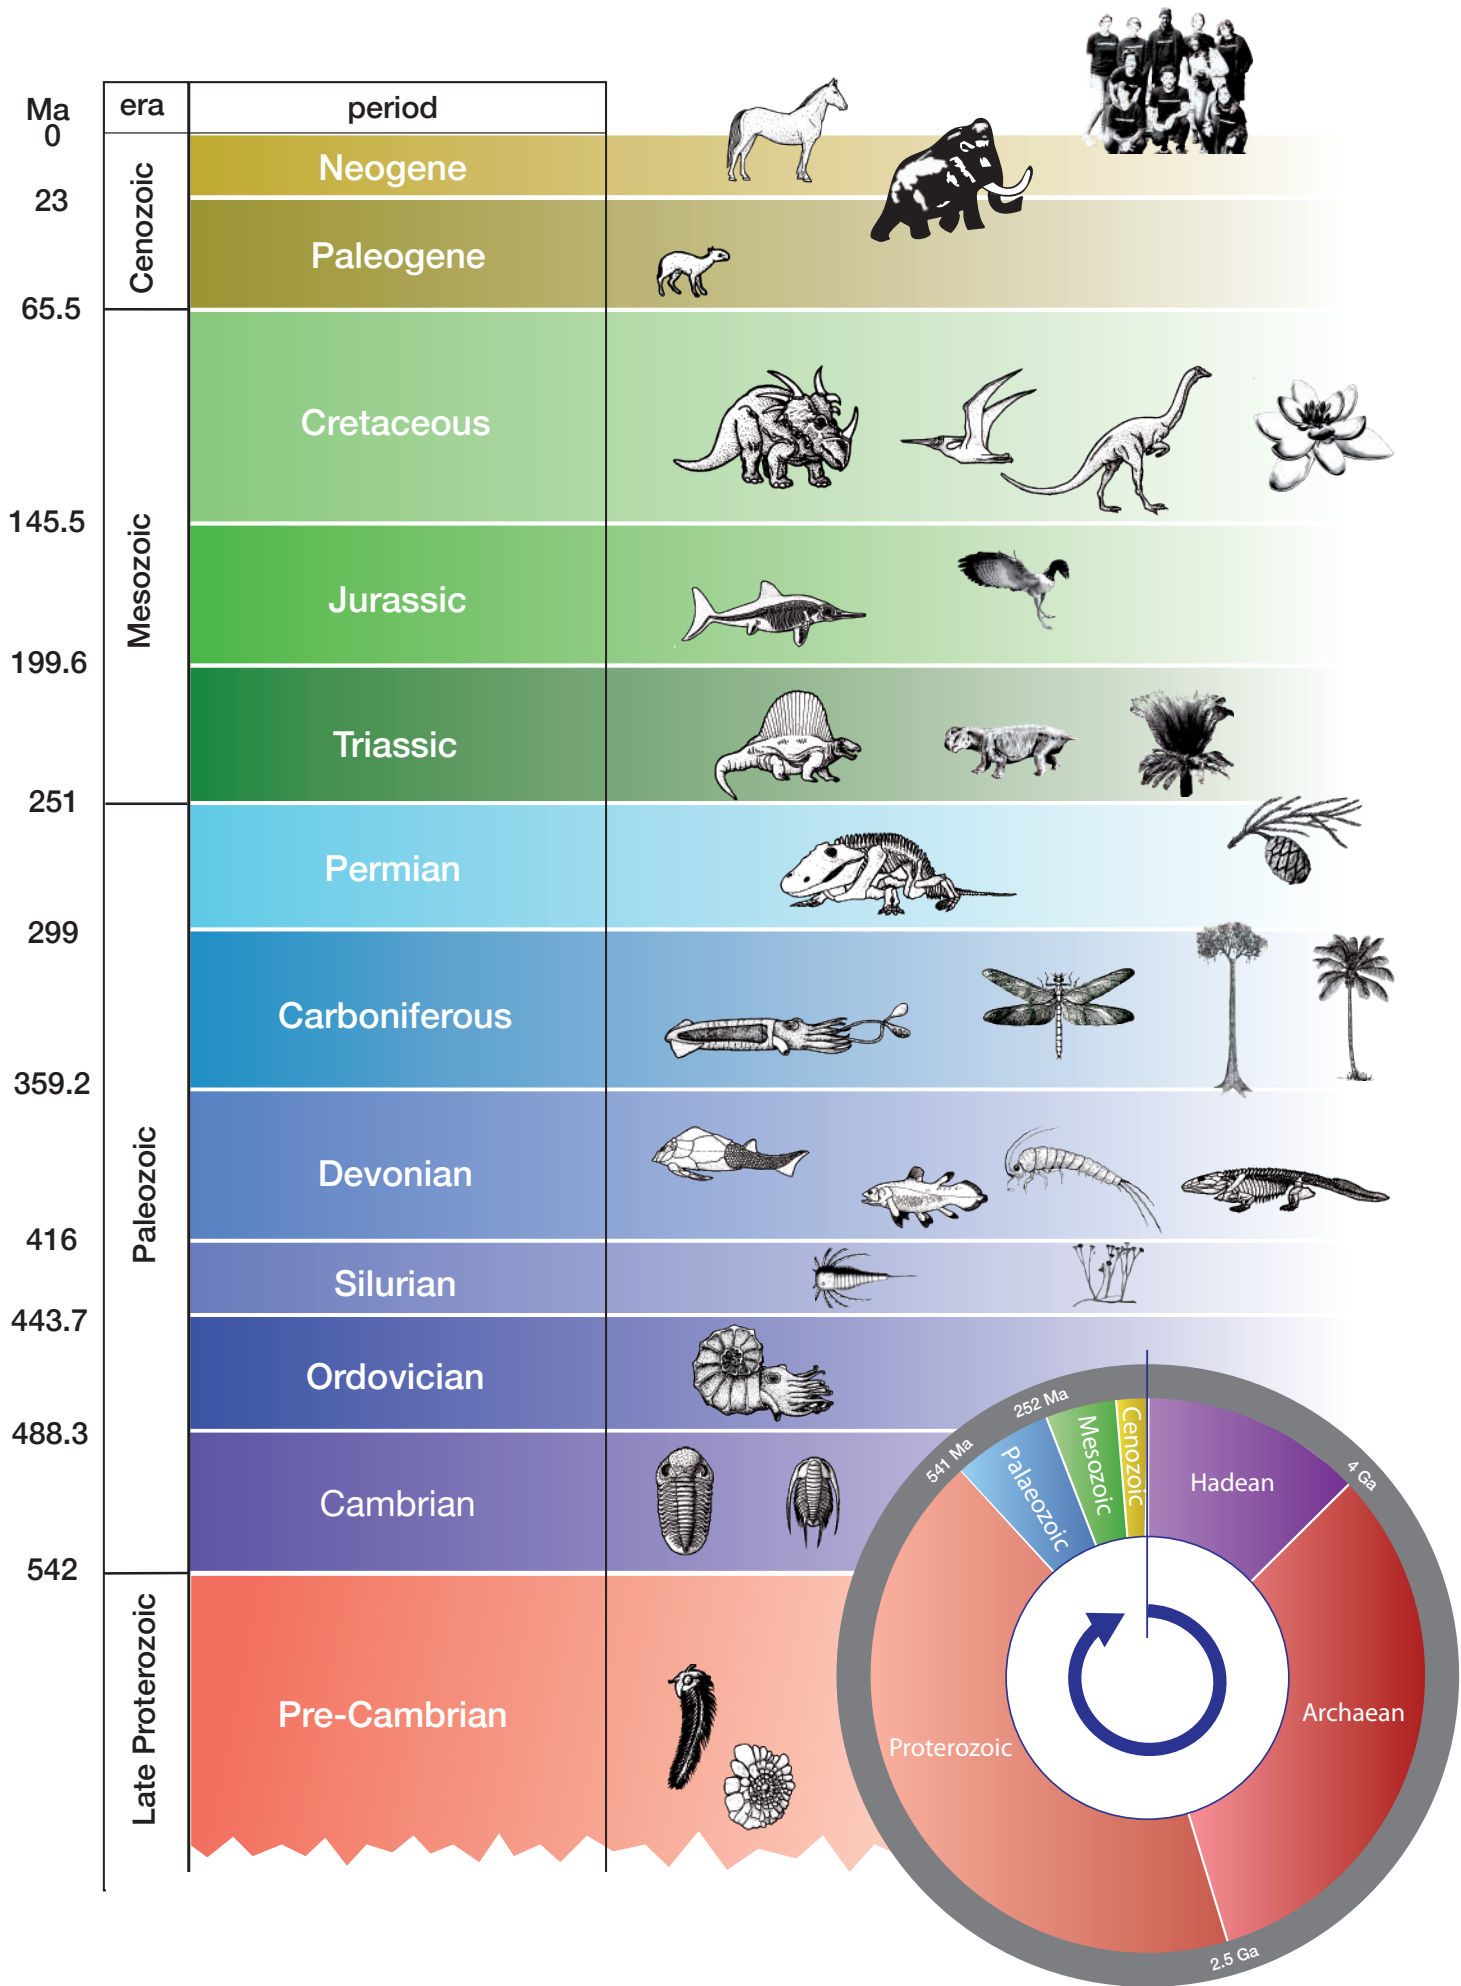 Ma
era
period
0
Cenozoic
Neogene
23
Paleogene
65.5
Mesozoic
Cretaceous
145.5
Jurassic
199.6
Triassic
251
Paleozoic
Permian
299
Carboniferous
359.2
Devonian
416
Silurian
443.7
Ordovician
488.3
Cambrian
542
Late Proterozoic
Pre-Cambrian
541 Ma
252 Ma
4 Ga
2.5 Ga
Palaeozoic
Mesozoic
Cenozoic
Hadean
Archaean
Proterozoic